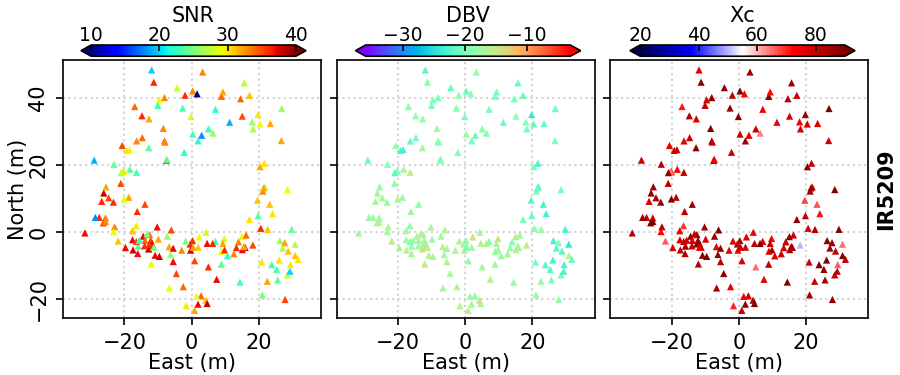 SNR DBV Xc
10 20 30 40 −30 −20 −10 20 40 60 80
North (m)
40
20
0
−20
IR5209
−20 0 20 −20 0 20 −20 0 20
East (m) East (m) East (m)